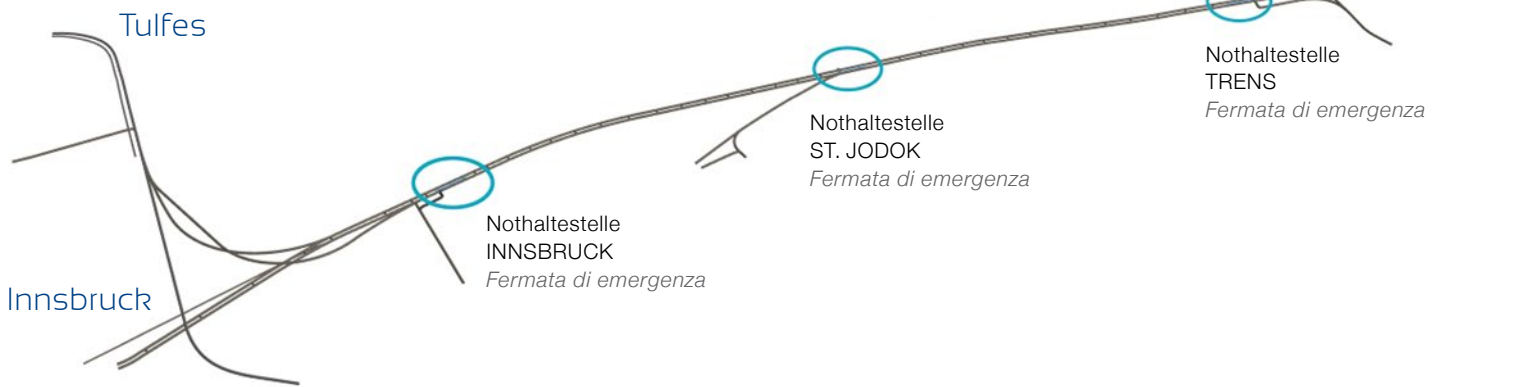 Tulfes
Nothaltestelle
TRENS
Fermata di emergenza
Nothaltestelle
ST. JODOK
Fermata di emergenza
Nothaltestelle
INNSBRUCK
Fermata di emergenza
Innsbruck